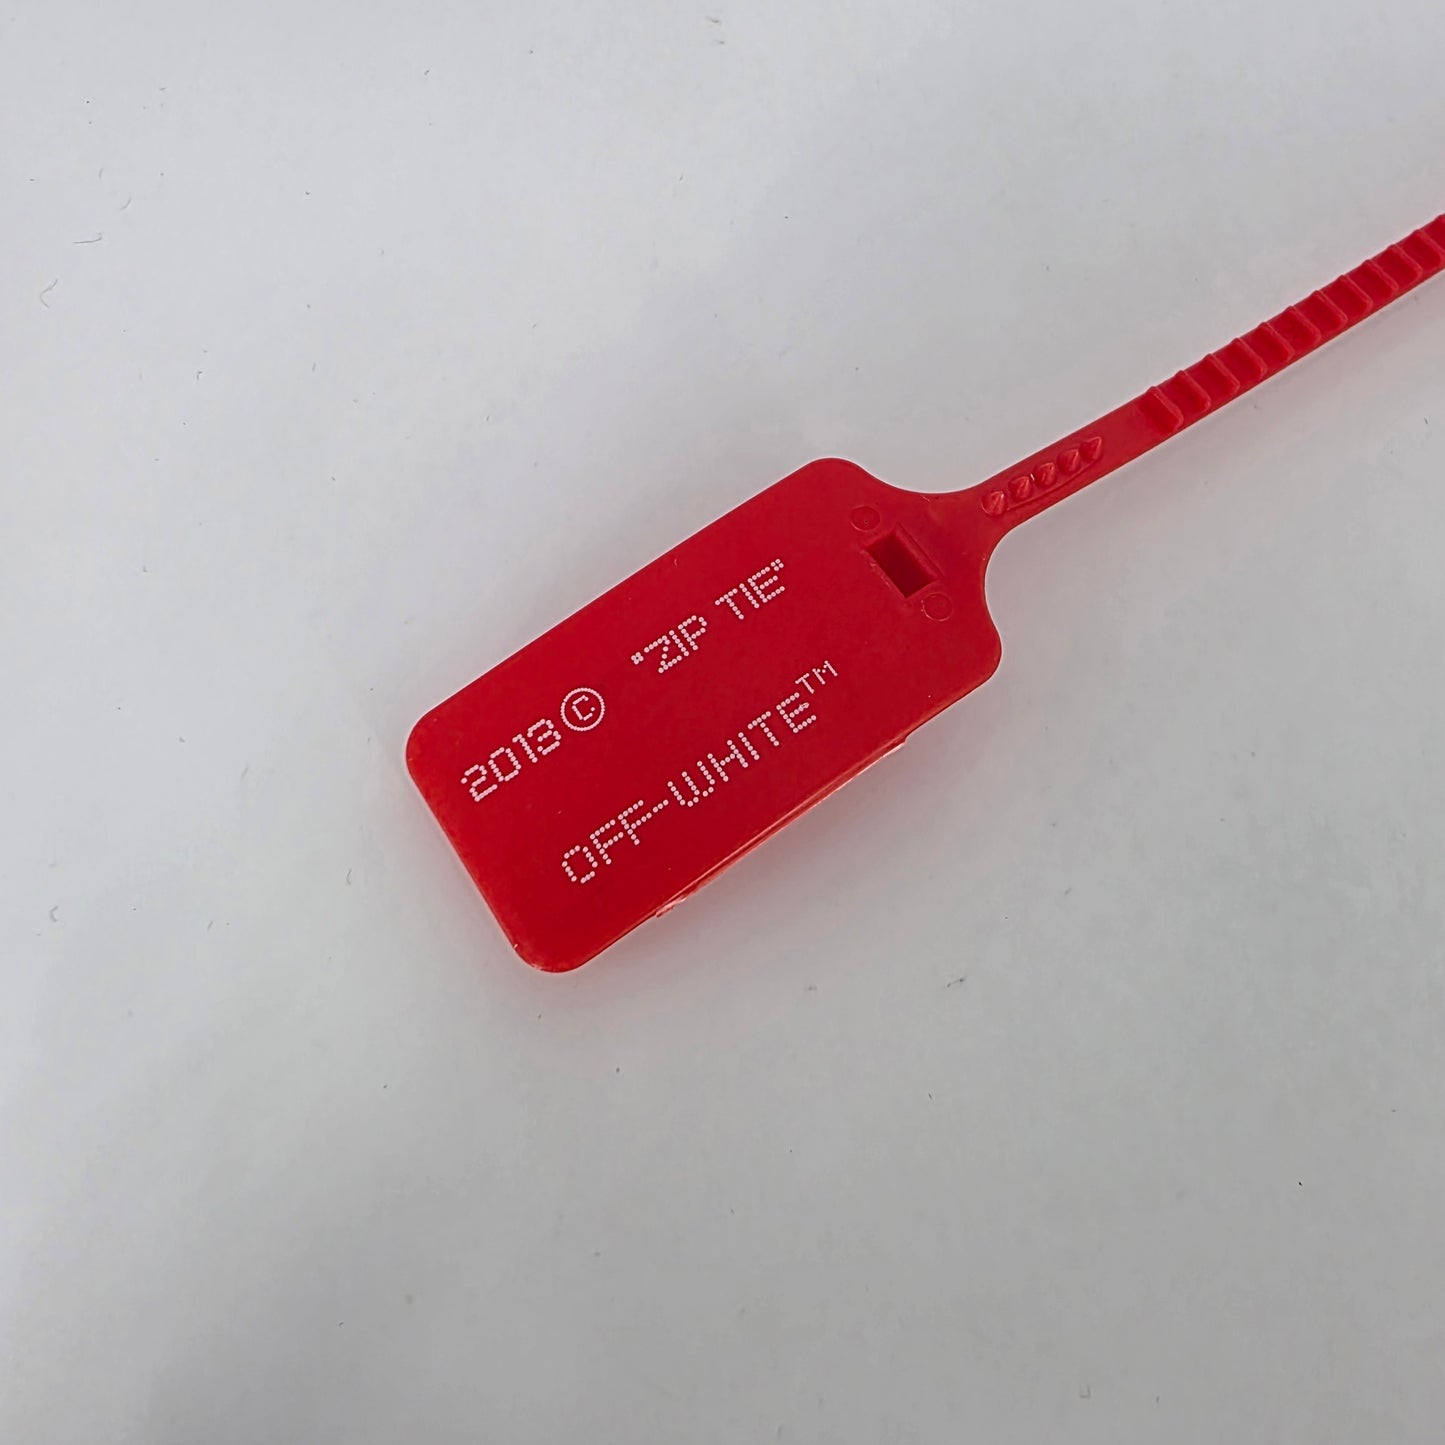 2013© "ZIP TIE"
OFF-WHITE™